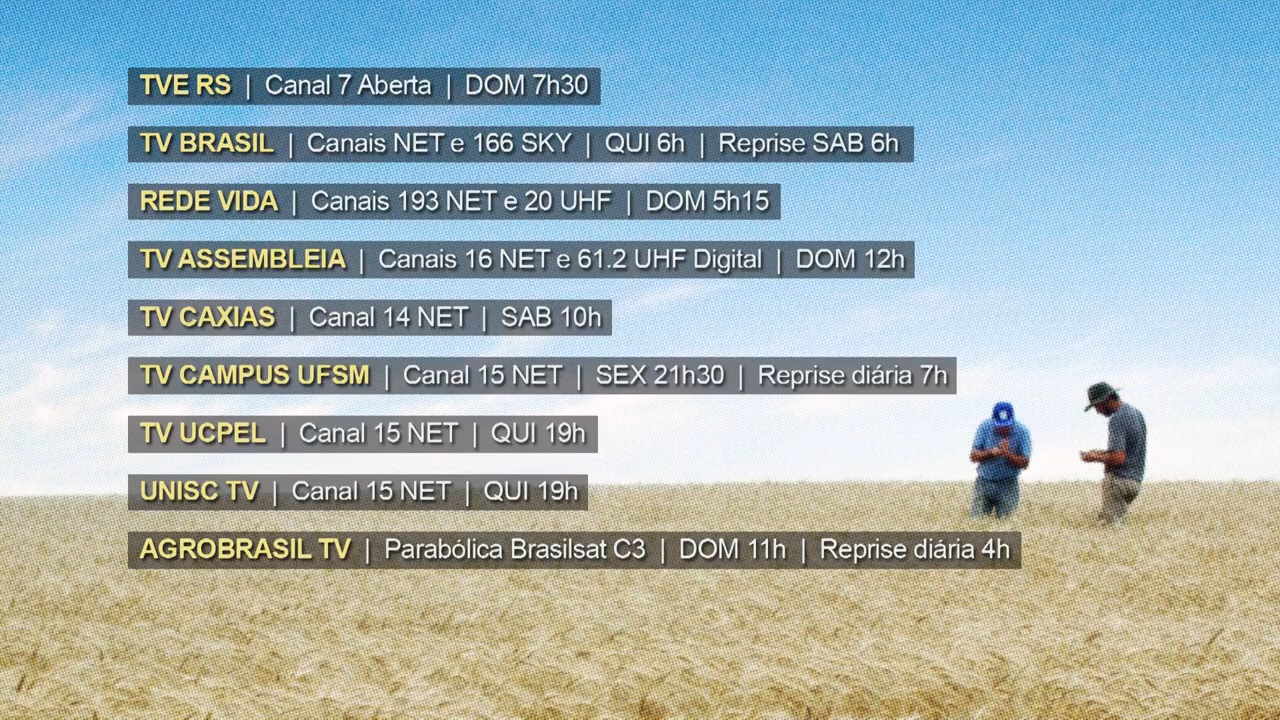 TVE RS | Canal 7 Aberta | DOM 7h30
TV BRASIL | Canais NET e 166 SKY | QUI 6h | Reprise SAB 6h
REDE VIDA | Canais 193 NET e 20 UHF | DOM 5h15
TV ASSEMBLEIA | Canais 16 NET e 61.2 UHF Digital | DOM 12h
TV CAXIAS | Canal 14 NET | SAB 10h
TV CAMPUS UFSM | Canal 15 NET | SEX 21h30 | Reprise diária 7h
TV UCPEL | Canal 15 NET | QUI 19h
UNISC TV | Canal 15 NET | QUI 19h
AGROBRASIL TV | Parabólica Brasilsat C3 | DOM 11h | Reprise diária 4h